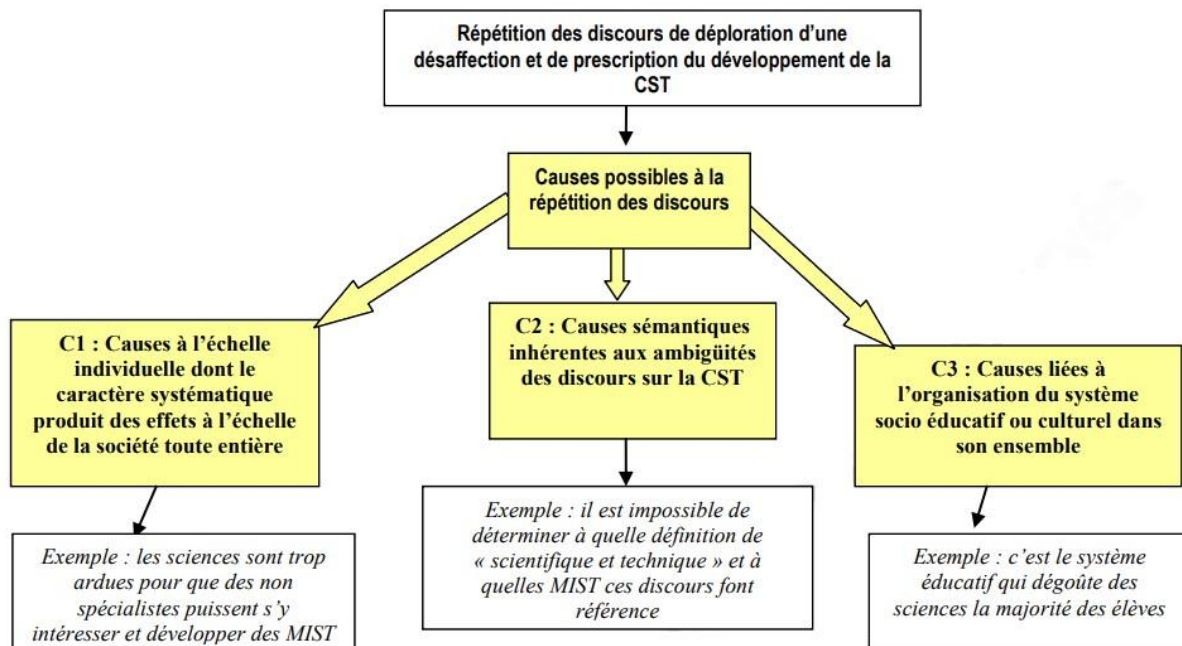 Répétition des discours de déploration d’une
désaffection et de prescription du développement de la
CST
Causes possibles à la
répétition des discours
C1 : Causes à l’échelle
individuelle dont le
caractère systématique
produit des effets à l’échelle
de la société toute entière
C2 : Causes sémantiques
inhérentes aux ambigüités
des discours sur la CST
C3 : Causes liées à
l’organisation du système
socio éducatif ou culturel dans
son ensemble
Exemple : les sciences sont trop
ardues pour que des non
spécialistes puissent s’y
intéresser et développer des MIST
Exemple : il est impossible de
déterminer à quelle définition de
« scientifique et technique » et à
quelles MIST ces discours font
référence
Exemple : c’est le système
éducatif qui dégoûte des
sciences la majorité des élèves